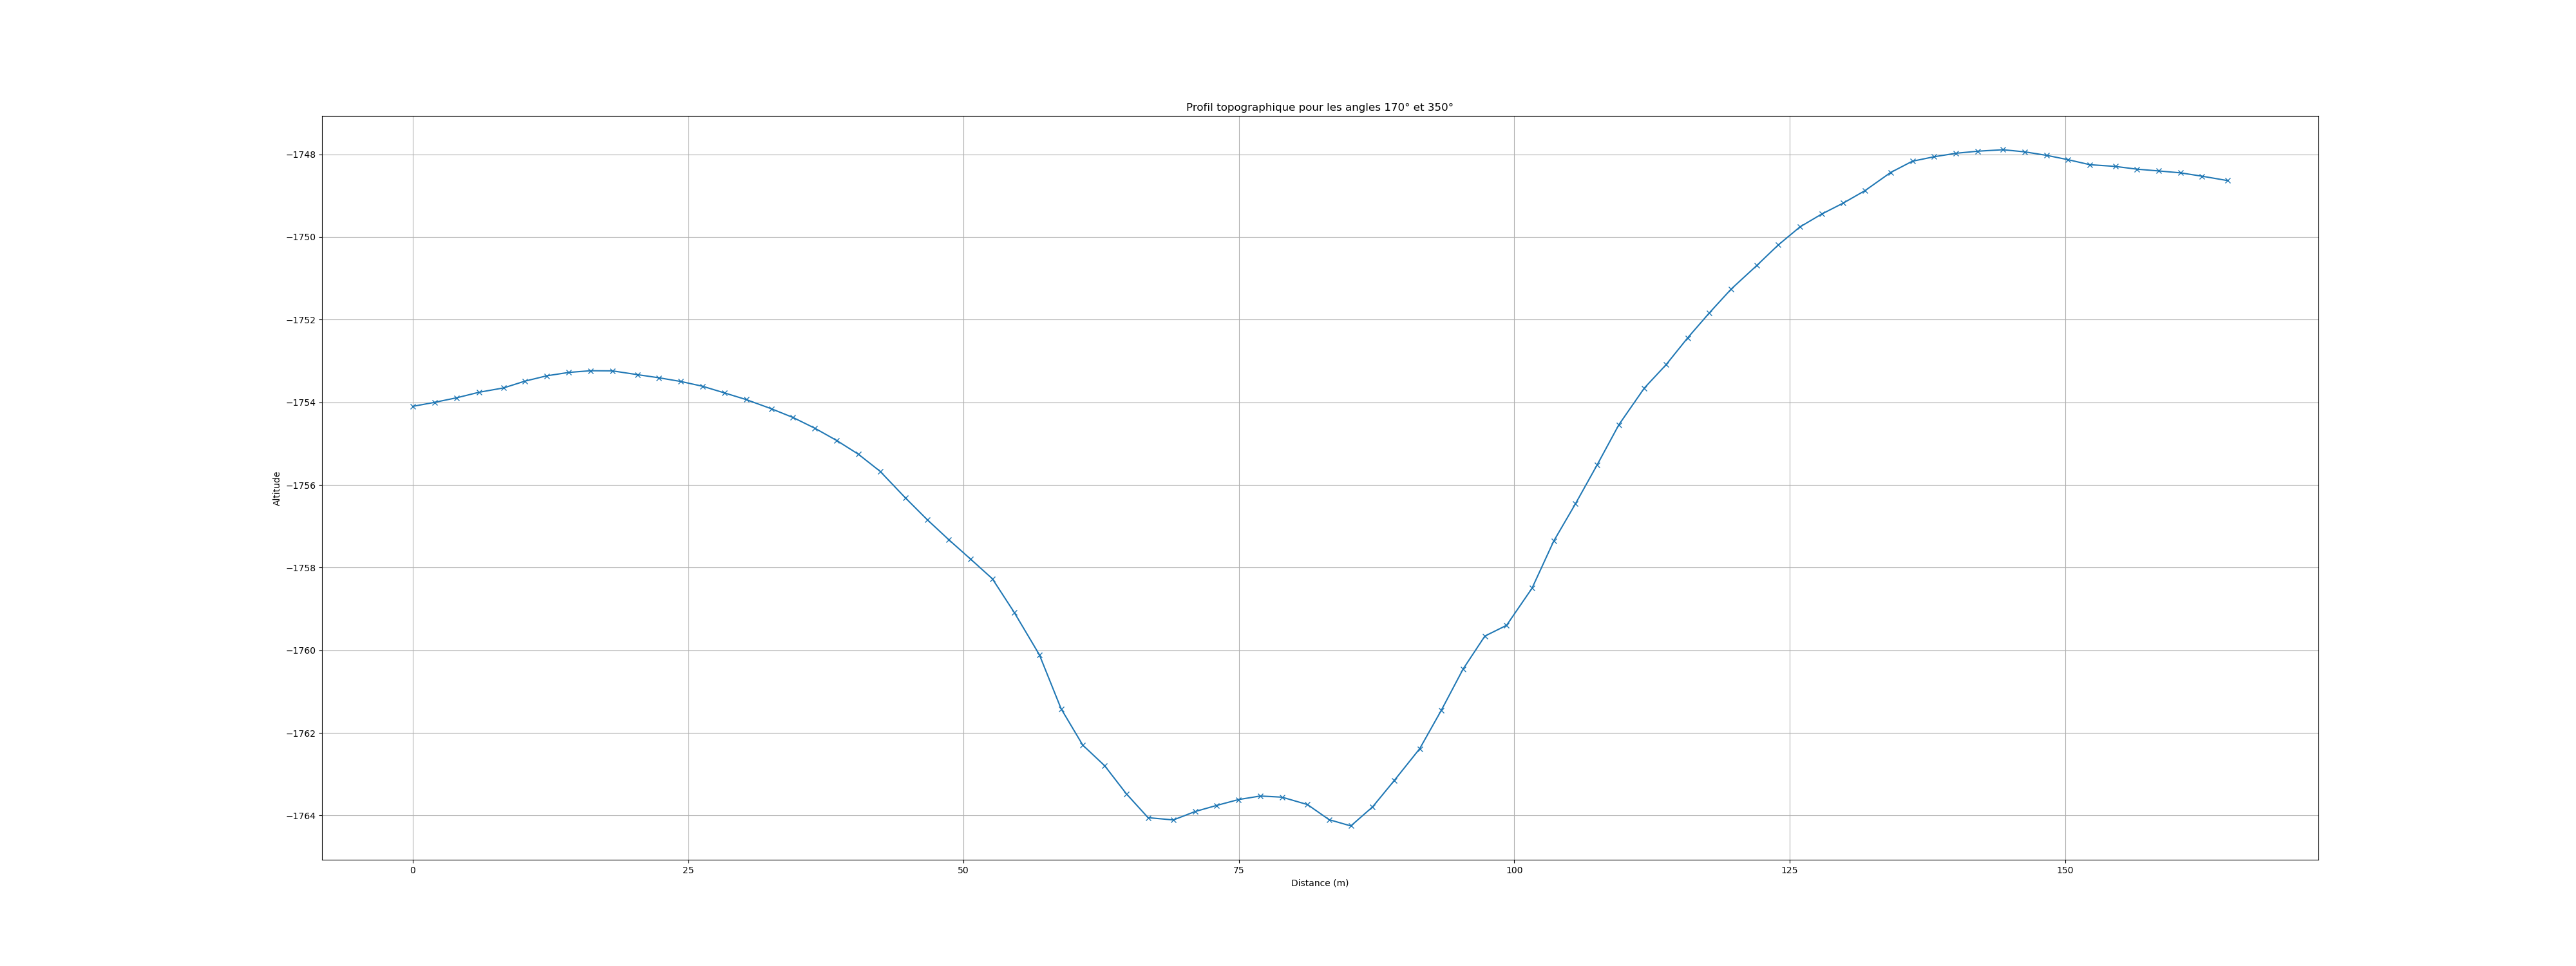 Profil topographique pour les angles 170° et 350°
Altitude
−1748
−1750
−1752
−1754
−1756
−1758
−1760
−1762
−1764
0 25 50 75 100 125 150
Distance (m)